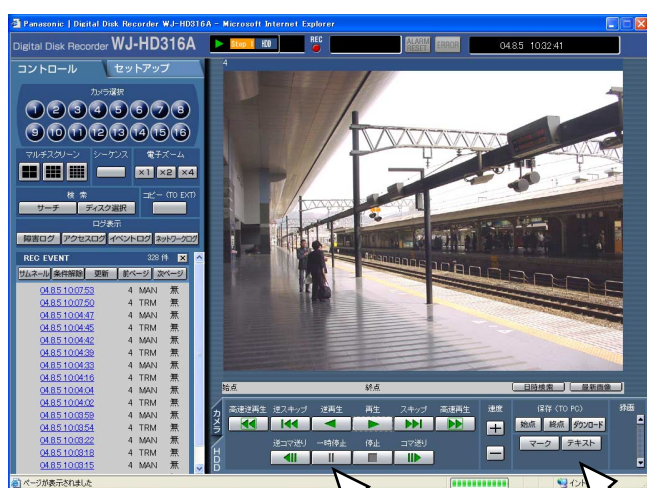 Panasonic | Digital Disk Recorder WJ-HD316A - Microsoft Internet Explorer
Digital Disk Recorder WJ-HD316A
Stop 1 HDD
REC
ALARM RESET
ERROR
04.8.5 10:32:41
コントロール
セットアップ
カメラ選択
1 2 3 4 5 6 7 8
9 10 11 12 13 14 15 16
マルチスクリーン シーケンス 電子ズーム
×1 ×2 ×4
検索 コピー (TO EXT)
サーチ ディスク選択
ログ表示
障害ログ アクセスログ イベントログ ネットワークログ
REC EVENT 328 件
サムネール 条件解除 更新 前ページ 次ページ
04.8.5 10:07:53 4 MAN 無
04.8.5 10:07:50 4 TRM 無
04.8.5 10:04:47 4 MAN 無
04.8.5 10:04:45 4 TRM 無
04.8.5 10:04:42 4 MAN 無
04.8.5 10:04:39 4 TRM 無
04.8.5 10:04:33 4 MAN 無
04.8.5 10:04:16 4 TRM 無
04.8.5 10:04:04 4 MAN 無
04.8.5 10:04:02 4 TRM 無
04.8.5 10:03:59 4 MAN 無
04.8.5 10:03:54 4 TRM 無
04.8.5 10:03:22 4 MAN 無
04.8.5 10:03:18 4 TRM 無
04.8.5 10:03:15 4 MAN 無
4
始点 終点 日時検索 最新画像
カメラ
HDD
高速逆再生 逆スキップ 逆再生 再生 スキップ 高速再生
逆コマ送り 一時停止 停止 コマ送り
速度
保存 (TO PC)
始点 終点 ダウンロード
マーク テキスト
録画
ページが表示されました
イント